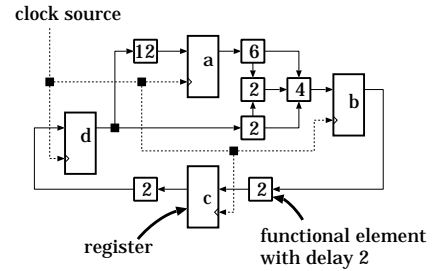 clock source
12
a
6
2
4
b
d
2
2
c
2
register
functional element
with delay 2